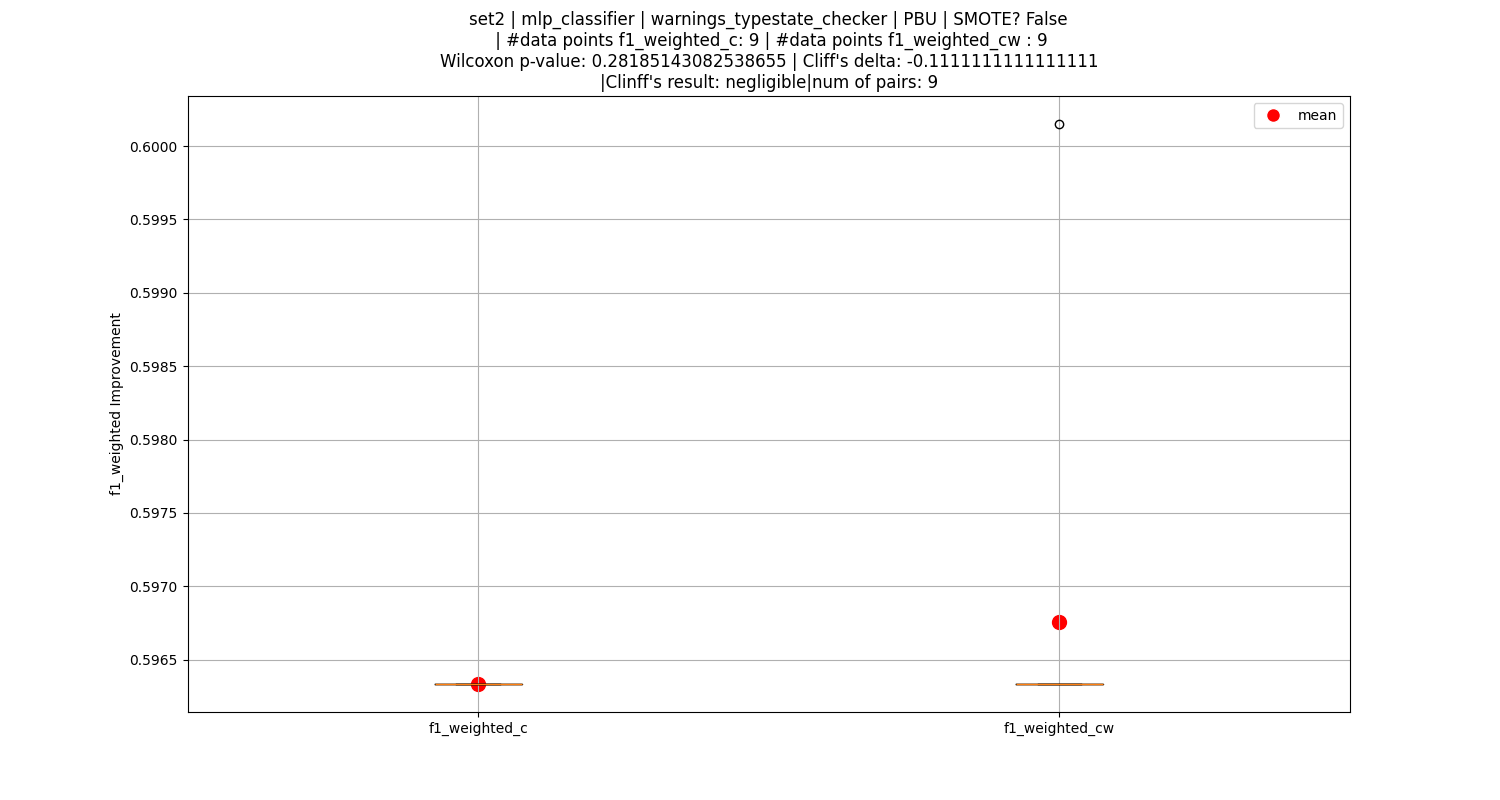 set2 | mlp_classifier | warnings_typestate_checker | PBU | SMOTE? False
| #data points f1_weighted_c: 9 | #data points f1_weighted_cw : 9
Wilcoxon p-value: 0.28185143082538655 | Cliff's delta: -0.1111111111111111
|Clinff's result: negligible|num of pairs: 9
mean
0.6000
0.5995
0.5990
0.5985
0.5980
0.5975
0.5970
0.5965
f1_weighted Improvement
f1_weighted_c
f1_weighted_cw